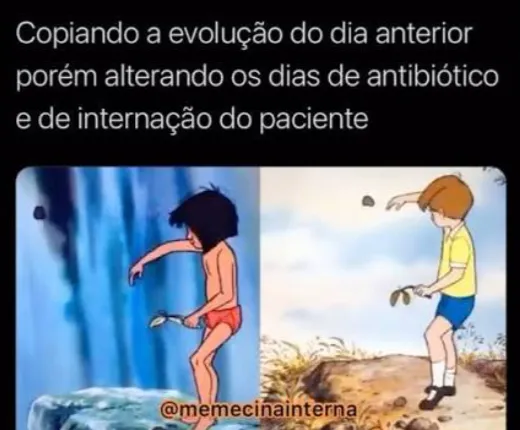 Copiando a evolução do dia anterior
porém alterando os dias de antibiótico
e de internação do paciente
@memecinainterna